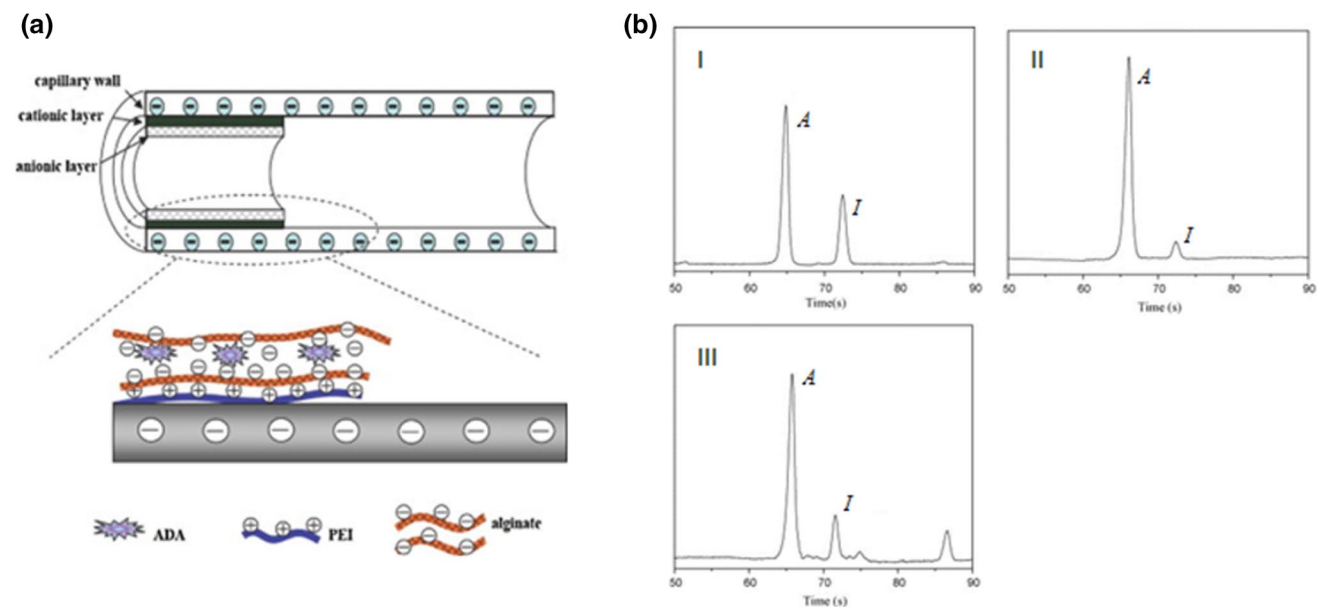 (a)
capillary wall
cationic layer
anionic layer
ADA
PEI
alginate
(b)
I
A
I
50 60 70 80 90
Time(s)
II
A
I
50 60 70 80 90
Time (s)
III
A
I
50 60 70 80 90
Time (s)